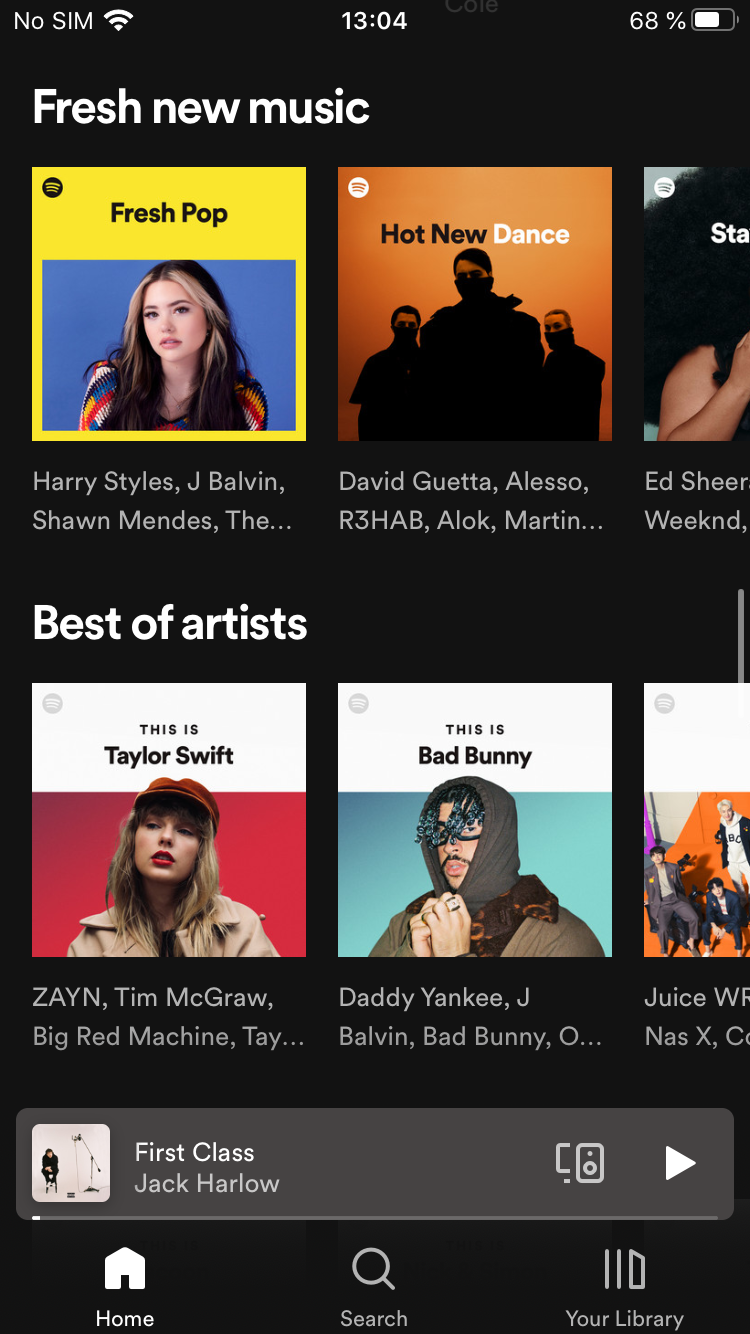 Cole
No SIM 13:04 68 %
Fresh new music
Fresh Pop
Hot New Dance
Sta
Harry Styles, J Balvin,
Shawn Mendes, The...
David Guetta, Alesso,
R3HAB, Alok, Martin...
Ed Sheer
Weeknd,
Best of artists
THIS IS
Taylor Swift
THIS IS
Bad Bunny
ZAYN, Tim McGraw,
Big Red Machine, Tay...
Daddy Yankee, J
Balvin, Bad Bunny, O...
Juice WR
Nas X, Co
First Class
Jack Harlow
Home
Search
Your Library